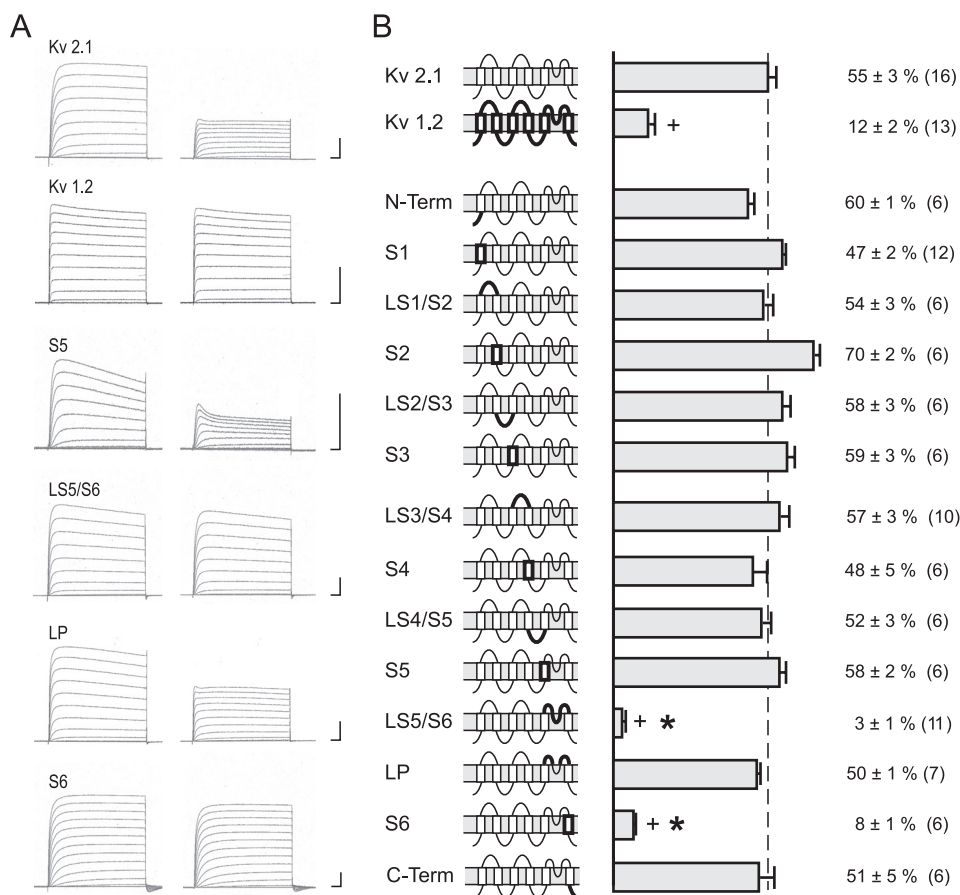 A
B
Kv 2.1
Kv 1.2
S5
LS5/S6
LP
S6
Kv 2.1 55 ± 3 % (16)
Kv 1.2 + 12 ± 2 % (13)
N-Term 60 ± 1 % (6)
S1 47 ± 2 % (12)
LS1/S2 54 ± 3 % (6)
S2 70 ± 2 % (6)
LS2/S3 58 ± 3 % (6)
S3 59 ± 3 % (6)
LS3/S4 57 ± 3 % (10)
S4 48 ± 5 % (6)
LS4/S5 52 ± 3 % (6)
S5 58 ± 2 % (6)
LS5/S6 + * 3 ± 1 % (11)
LP 50 ± 1 % (7)
S6 + * 8 ± 1 % (6)
C-Term 51 ± 5 % (6)